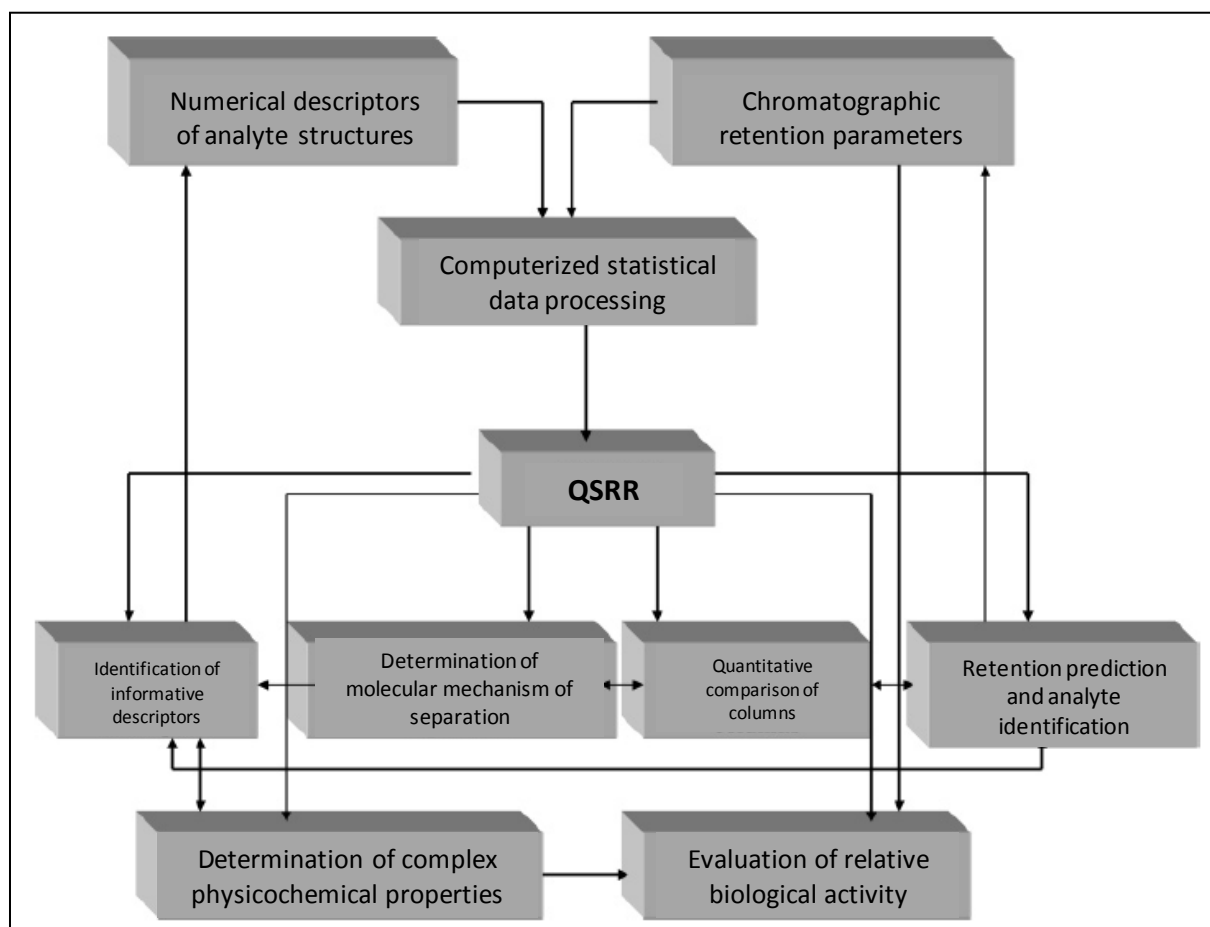 Numerical descriptors
of analyte structures
Chromatographic
retention parameters
Computerized statistical
data processing
QSRR
Identification of
informative
descriptors
Determination of
molecular mechanism of
separation
Quantitative
comparison of
columns
Retention prediction
and analyte
identification
Determination of complex
physicochemical properties
Evaluation of relative
biological activity